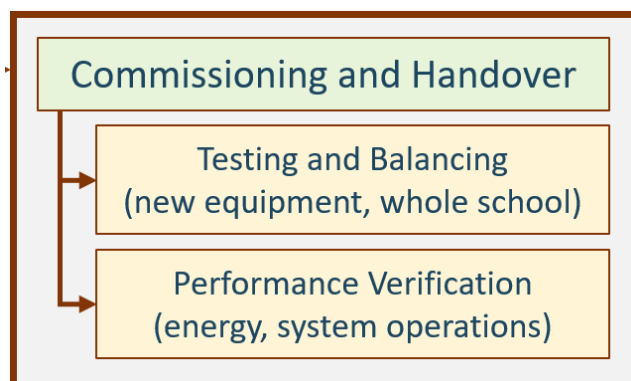 Commissioning and Handover
Testing and Balancing
(new equipment, whole school)
Performance Verification
(energy, system operations)